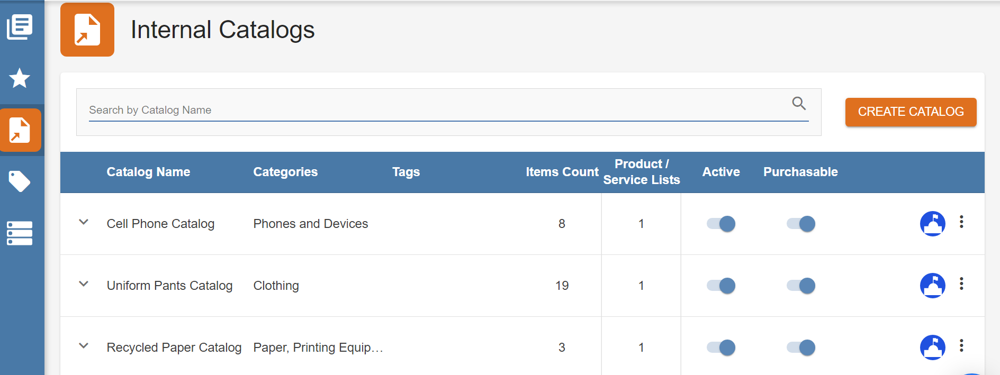 Internal Catalogs
Search by Catalog Name
CREATE CATALOG
Catalog Name Categories Tags Items Count Product / Service Lists Active Purchasable
Cell Phone Catalog Phones and Devices 8 1
Uniform Pants Catalog Clothing 19 1
Recycled Paper Catalog Paper, Printing Equip… 3 1